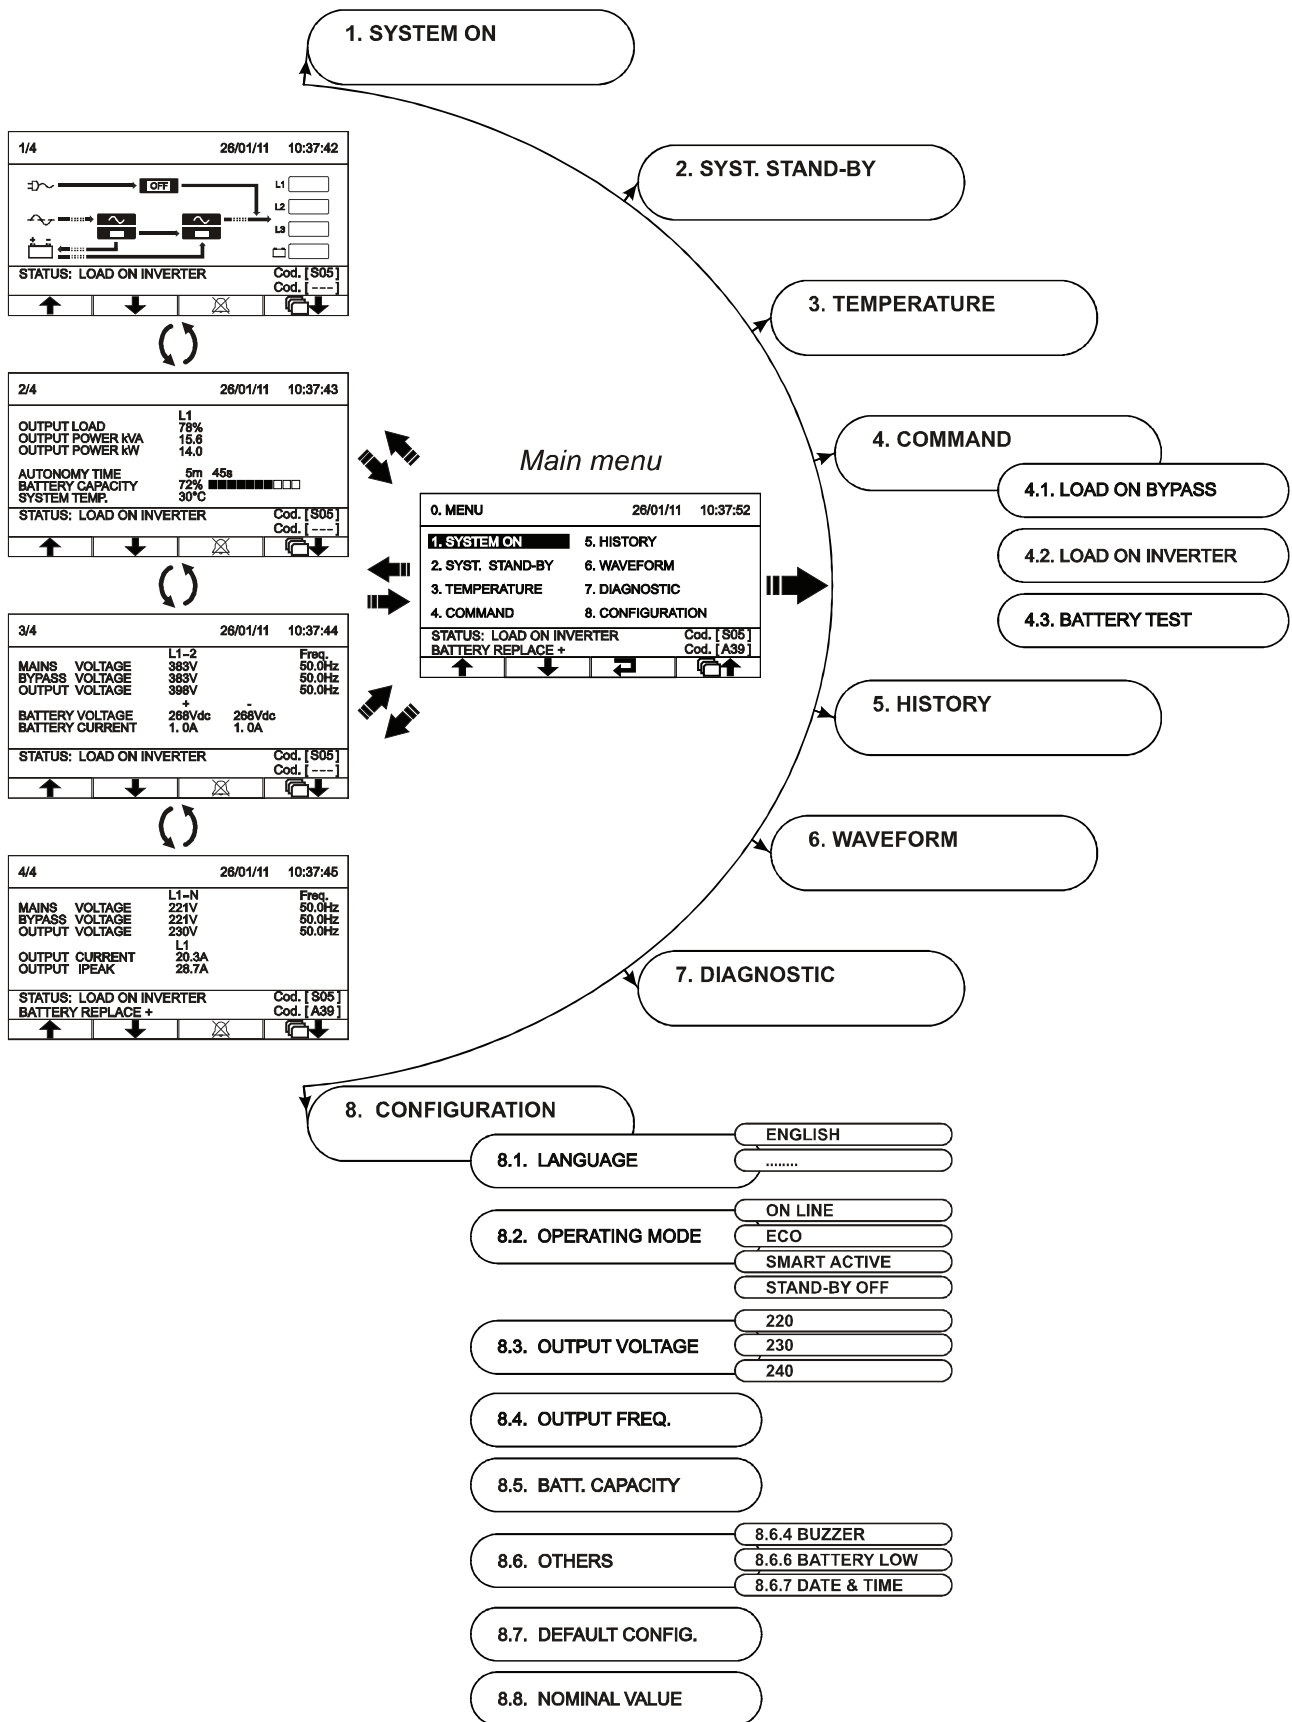 1. SYSTEM ON
2. SYST. STAND-BY
3. TEMPERATURE
4. COMMAND
4.1. LOAD ON BYPASS
4.2. LOAD ON INVERTER
4.3. BATTERY TEST
5. HISTORY
6. WAVEFORM
7. DIAGNOSTIC
1/4 26/01/11 10:37:42
OFF
L1
L2
L3
+ -
STATUS: LOAD ON INVERTER Cod. [S05]
Cod. [---]
2/4 26/01/11 10:37:43
L1
OUTPUT LOAD 78%
OUTPUT POWER kVA 15.6
OUTPUT POWER kW 14.0
AUTONOMY TIME 5m 45s
BATTERY CAPACITY 72%
SYSTEM TEMP. 30°C
STATUS: LOAD ON INVERTER Cod. [S05]
Cod. [---]
3/4 26/01/11 10:37:44
L1-2 Freq.
MAINS VOLTAGE 383V 50.0Hz
BYPASS VOLTAGE 383V 50.0Hz
OUTPUT VOLTAGE 398V 50.0Hz
+ -
BATTERY VOLTAGE 268Vdc 268Vdc
BATTERY CURRENT 1. 0A 1. 0A
STATUS: LOAD ON INVERTER Cod. [S05]
Cod. [---]
4/4 26/01/11 10:37:45
L1-N Freq.
MAINS VOLTAGE 221V 50.0Hz
BYPASS VOLTAGE 221V 50.0Hz
OUTPUT VOLTAGE 230V 50.0Hz
L1
OUTPUT CURRENT 20.3A
OUTPUT IPEAK 28.7A
STATUS: LOAD ON INVERTER Cod. [S05]
BATTERY REPLACE + Cod. [A39]
Main menu
0. MENU 26/01/11 10:37:52
1. SYSTEM ON 5. HISTORY
2. SYST. STAND-BY 6. WAVEFORM
3. TEMPERATURE 7. DIAGNOSTIC
4. COMMAND 8. CONFIGURATION
STATUS: LOAD ON INVERTER Cod. [S05]
BATTERY REPLACE + Cod. [A39]
8. CONFIGURATION
8.1. LANGUAGE
ENGLISH
........
8.2. OPERATING MODE
ON LINE
ECO
SMART ACTIVE
STAND-BY OFF
8.3. OUTPUT VOLTAGE
220
230
240
8.4. OUTPUT FREQ.
8.5. BATT. CAPACITY
8.6. OTHERS
8.6.4 BUZZER
8.6.6 BATTERY LOW
8.6.7 DATE & TIME
8.7. DEFAULT CONFIG.
8.8. NOMINAL VALUE